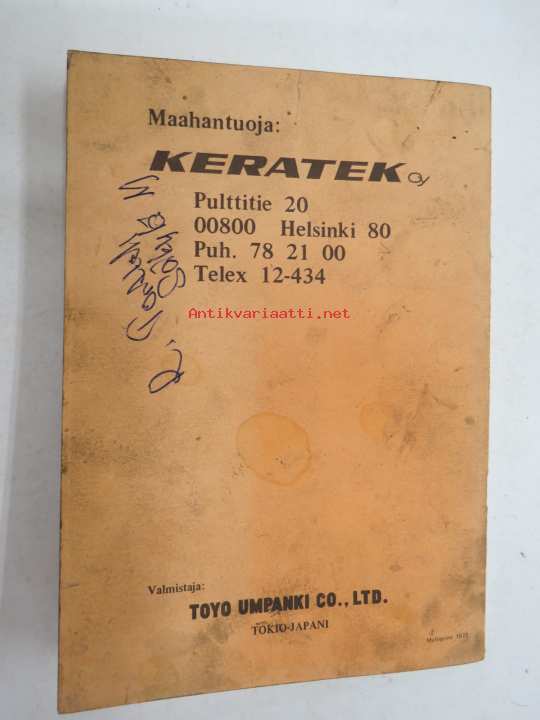 Maahantuoja:
KERATEK Oy
Pulttitie 20
00800 Helsinki 80
Puh. 78 21 00
Telex 12-434
Antikvariaatti.net
Valmistaja:
TOYO UMPANKI CO., LTD.
TOKIO-JAPANI